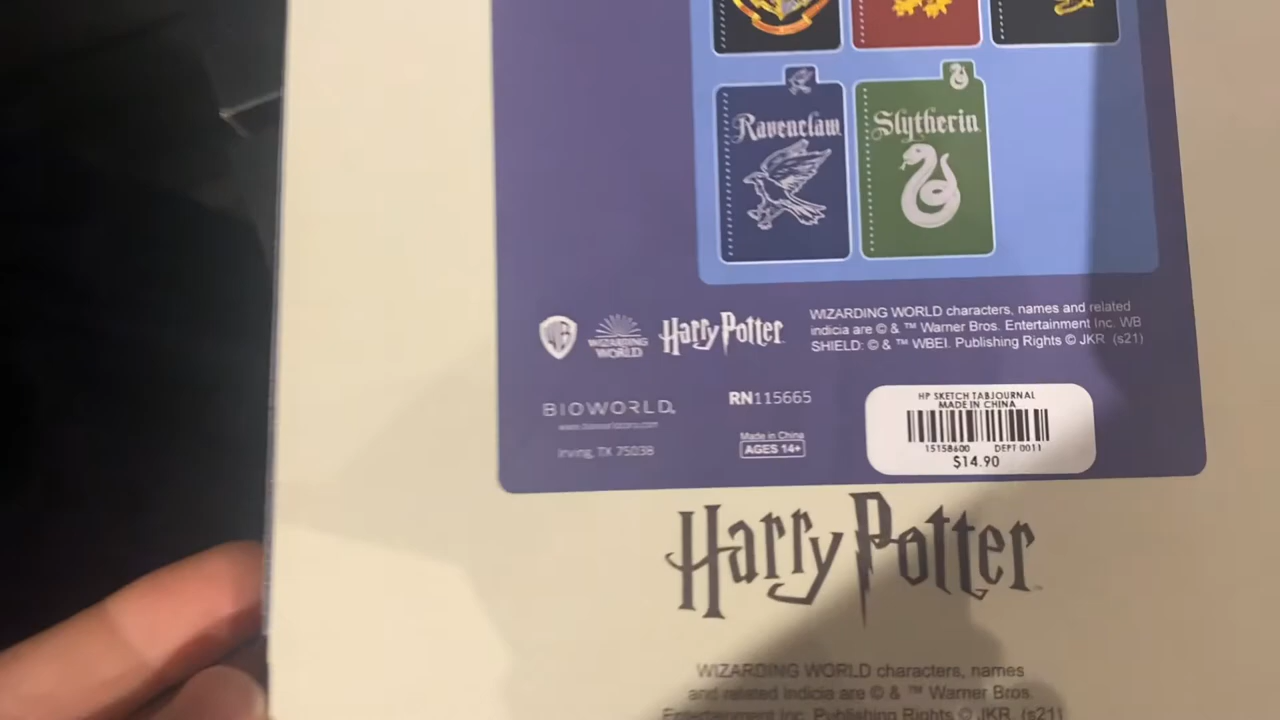 Ravenclaw
Slytherin
WB
WIZARDING
WORLD
Harry Potter
WIZARDING WORLD characters, names and related
indicia are © & ™ Warner Bros. Entertainment Inc. WB
SHIELD: © & ™ WBEI. Publishing Rights © JKR. (s21)
BIOWORLD
www.bioworldcorp.com
Irving, TX 75038
RN115665
Made in China
AGES 14+
HP SKETCH TABJOURNAL
MADE IN CHINA
15158600 DEPT 0011
$14.90
Harry Potter
WIZARDING WORLD characters, names
and related indicia are © & ™ Warner Bros.
Entertainment Inc. Publishing Rights © JKR. (s21)